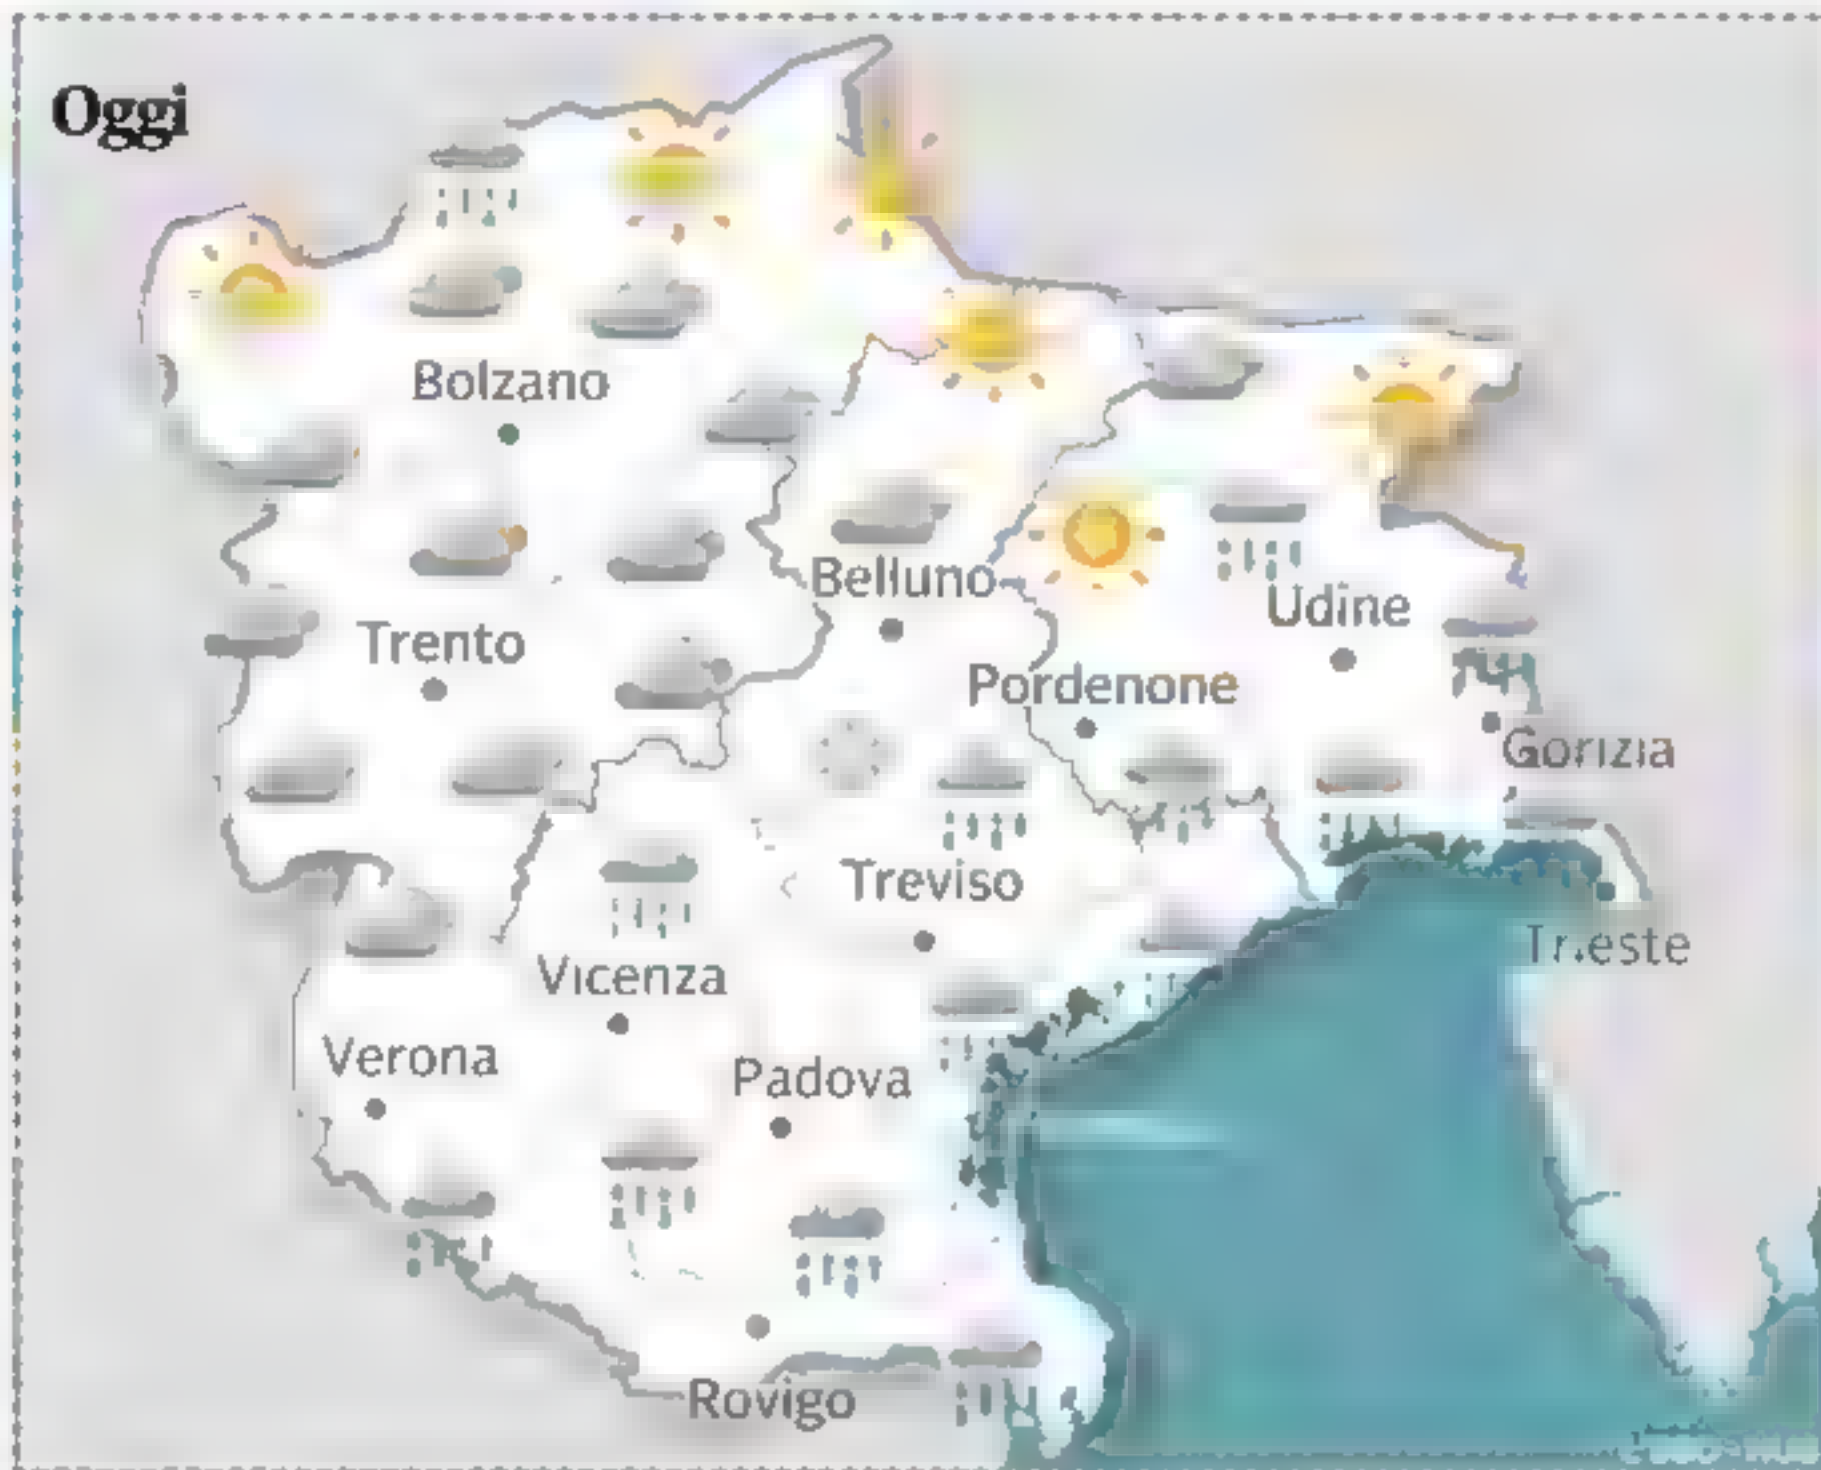 Oggi
Bolzano
Belluno
Udine
Trento
Pordenone
Gorizia
Treviso
Trieste
Vicenza
Verona
Padova
Rovigo